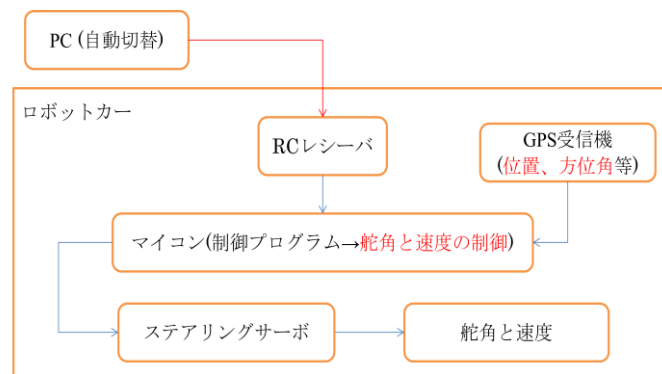 PC (自動切替)
ロボットカー
RCレシーバ
GPS受信機
(位置、方位角等)
マイコン(制御プログラム→舵角と速度の制御)
ステアリングサーボ
舵角と速度